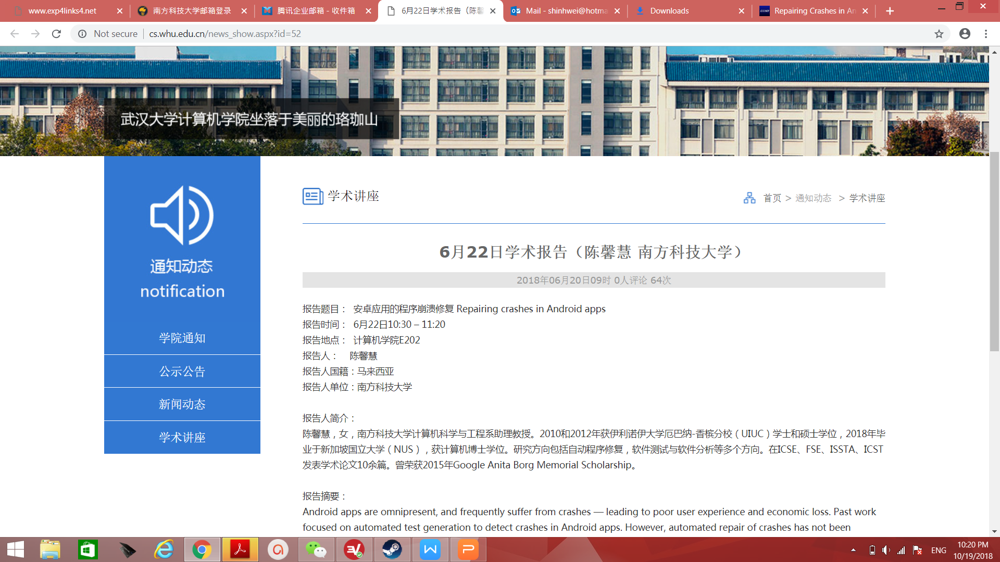 www.exp4links4.net
南方科技大学邮箱登录
腾讯企业邮箱 - 收件箱
6月22日学术报告（陈馨
Mail - shinhwei@hotma
Downloads
Repairing Crashes in An
Not secure
cs.whu.edu.cn/news_show.aspx?id=52
武汉大学计算机学院坐落于美丽的珞珈山
通知动态
notification
学院通知
公示公告
新闻动态
学术讲座
学术讲座
首页 > 通知动态 > 学术讲座
6月22日学术报告（陈馨慧 南方科技大学）
2018年06月20日09时 0人评论 64次
报告题目： 安卓应用的程序崩溃修复 Repairing crashes in Android apps
报告时间： 6月22日10:30 – 11:20
报告地点： 计算机学院E202
报告人： 陈馨慧
报告人国籍：马来西亚
报告人单位：南方科技大学
报告人简介：
陈馨慧，女，南方科技大学计算机科学与工程系助理教授。2010和2012年获伊利诺伊大学厄巴纳-香槟分校（UIUC）学士和硕士学位，2018年毕
业于新加坡国立大学（NUS），获计算机博士学位。研究方向包括自动程序修复，软件测试与软件分析等多个方向。在ICSE、FSE、ISSTA、ICST
发表学术论文10余篇。曾荣获2015年Google Anita Borg Memorial Scholarship。
报告摘要：
Android apps are omnipresent, and frequently suffer from crashes — leading to poor user experience and economic loss. Past work
focused on automated test generation to detect crashes in Android apps. However, automated repair of crashes has not been
ENG
10:20 PM
10/19/2018